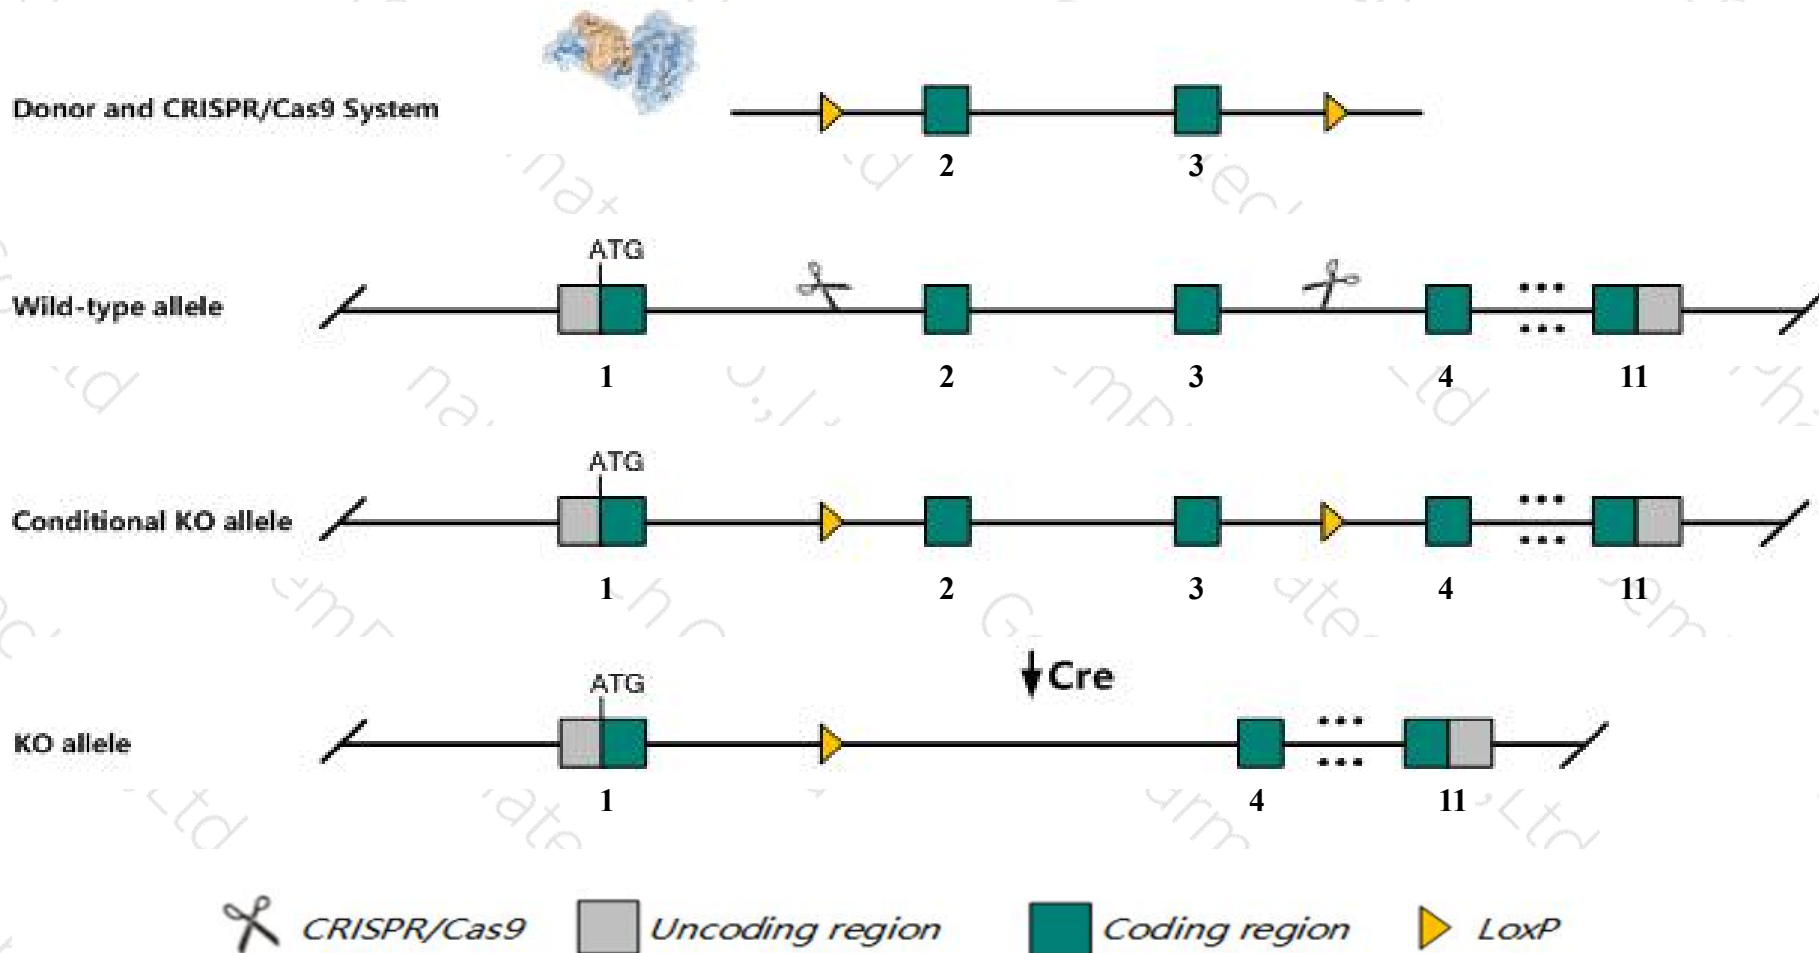 Donor and CRISPR/Cas9 System
2 3
ATG
Wild-type allele
1 2 3 4 11
ATG
Conditional KO allele
1 2 3 4 11
Cre
ATG
KO allele
1 4 11
CRISPR/Cas9 Uncoding region Coding region LoxP